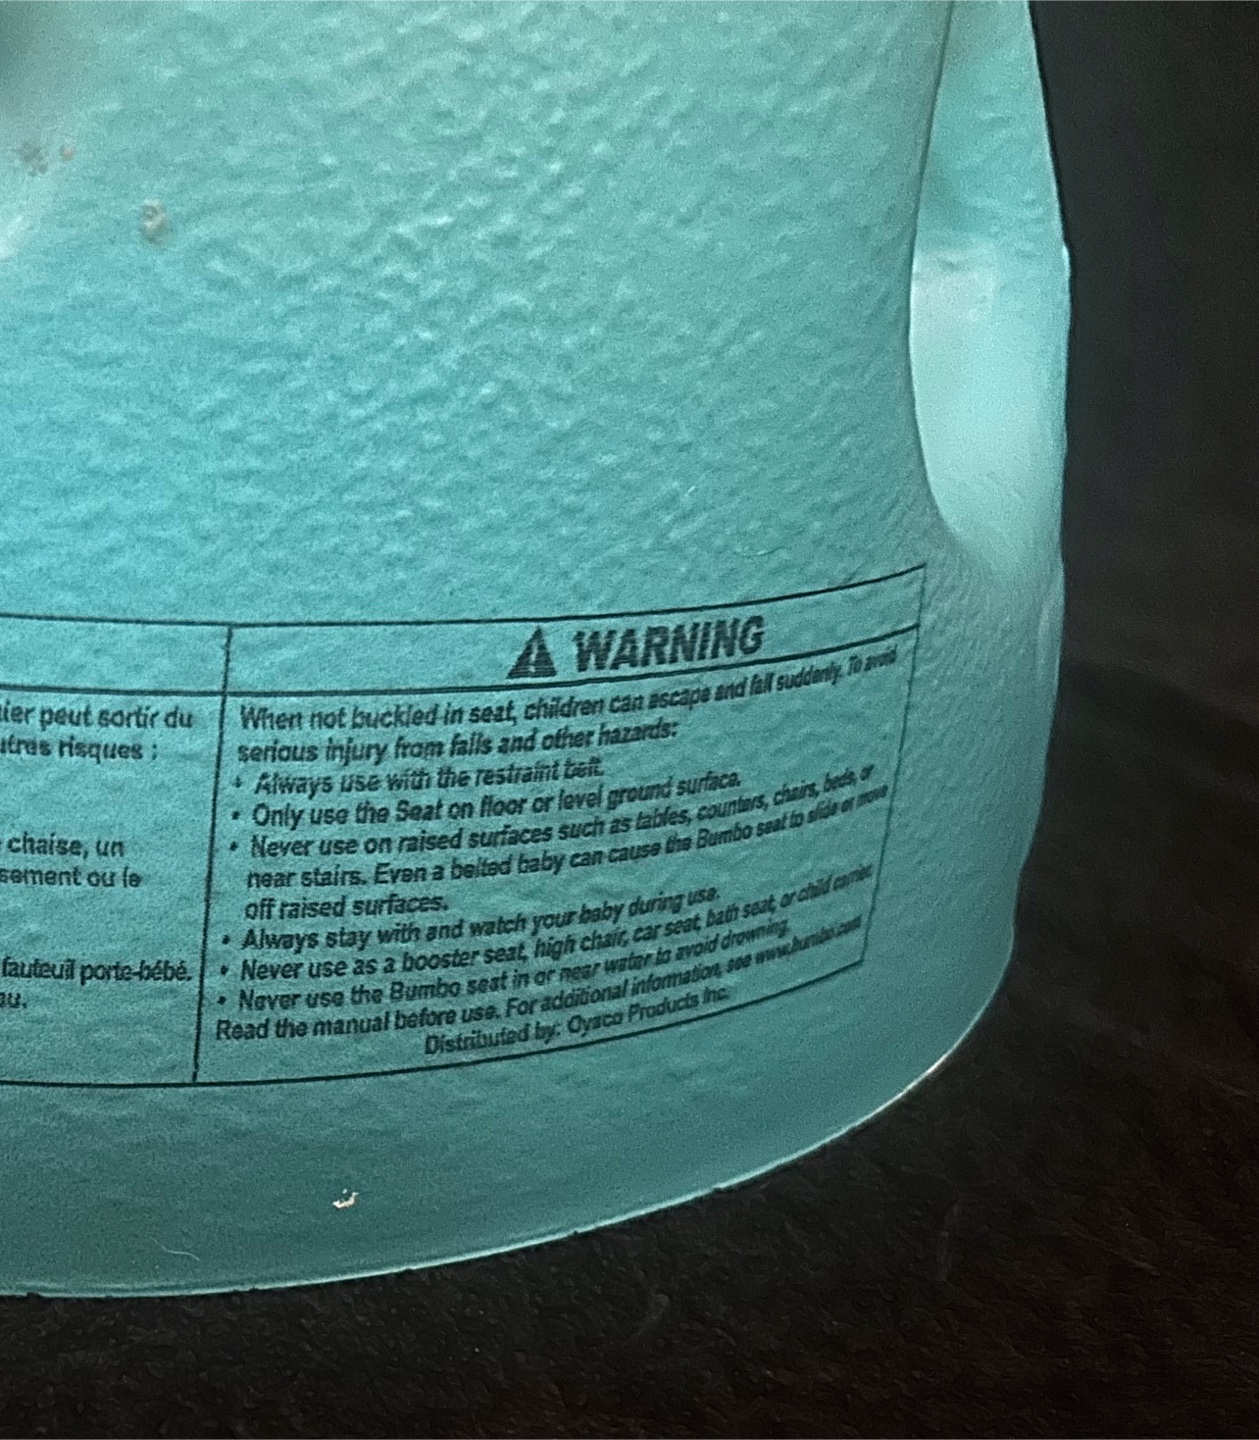 ier peut sortir du
utres risques :
chaise, un
sement ou le
fauteuil porte-bébé.
au.
WARNING
When not buckled in seat, children can escape and fall suddenly. To avoid
serious injury from falls and other hazards:
• Always use with the restraint belt.
• Only use the Seat on floor or level ground surface.
• Never use on raised surfaces such as tables, counters, chairs, beds, or
near stairs. Even a belted baby can cause the Bumbo seat to slide or move
off raised surfaces.
• Always stay with and watch your baby during use.
• Never use as a booster seat, high chair, car seat, bath seat, or child carrier.
• Never use the Bumbo seat in or near water to avoid drowning.
Read the manual before use. For additional information, see www.bumbo.com
Distributed by: Oyaco Products Inc.